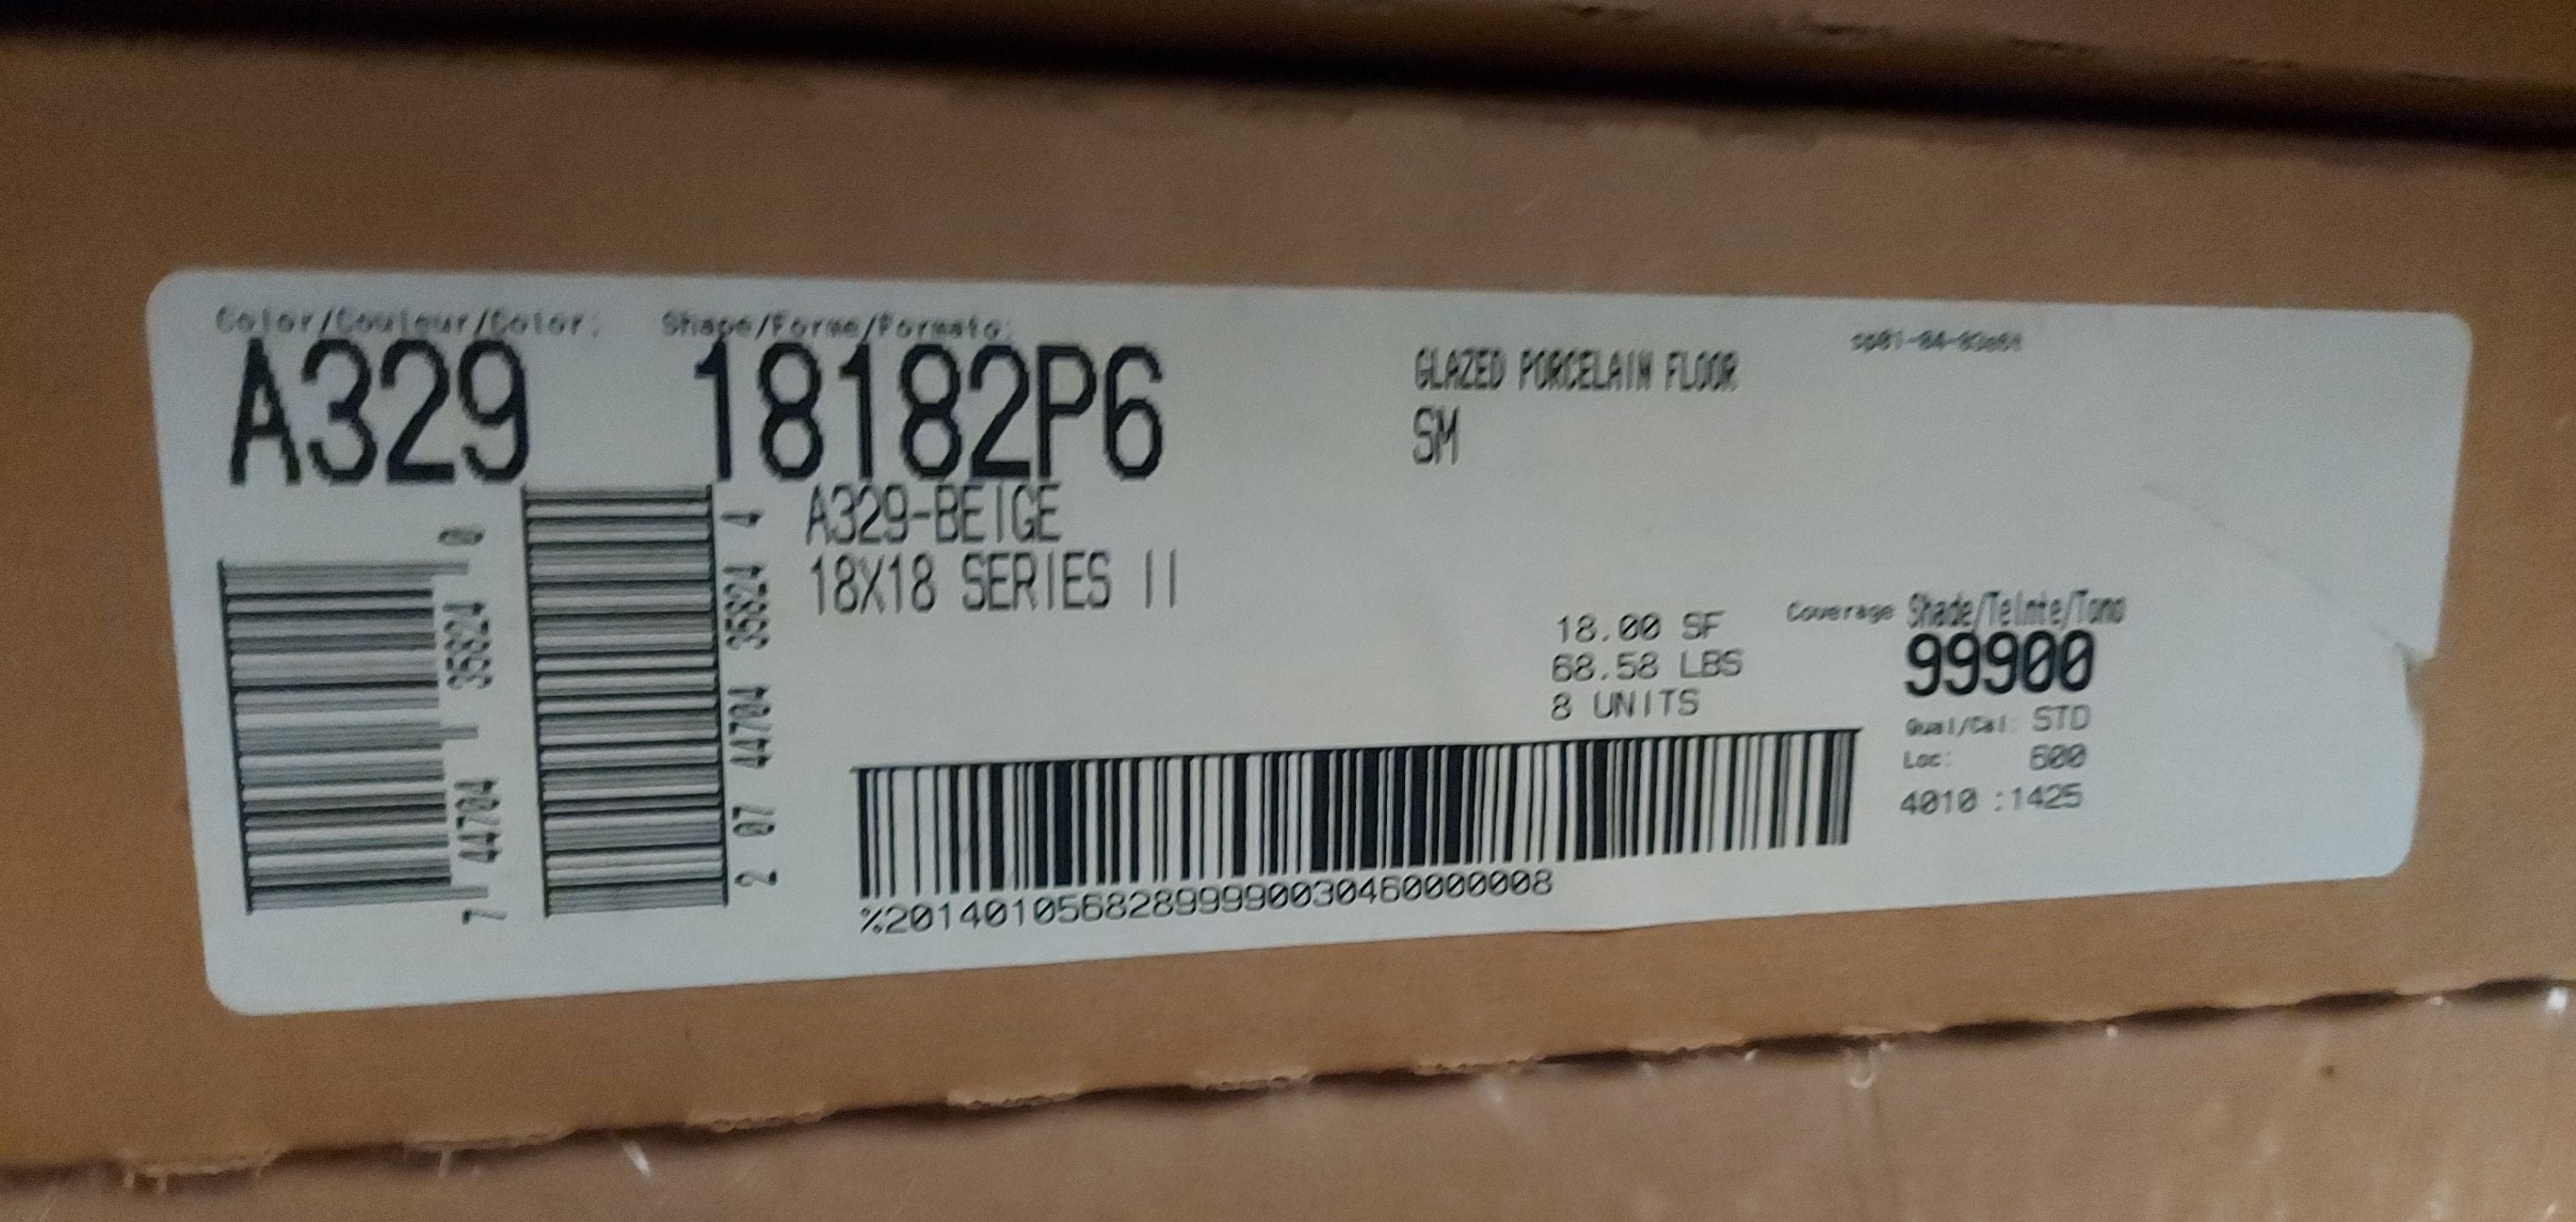 Color/Couleur/Color: Shape/Forme/Formato:
A329 18182P6
GLAZED PORCELAIN FLOOR
SM
A329-BEIGE
18X18 SERIES II
7 44704 35824
2 07 44704 35824 4
18.00 SF Coverage
68.58 LBS
8 UNITS
Shade/Teinte/Tono
99900
Qual/Cal: STD
Loc: 600
4010 :1425
%20140105682899990030460000008